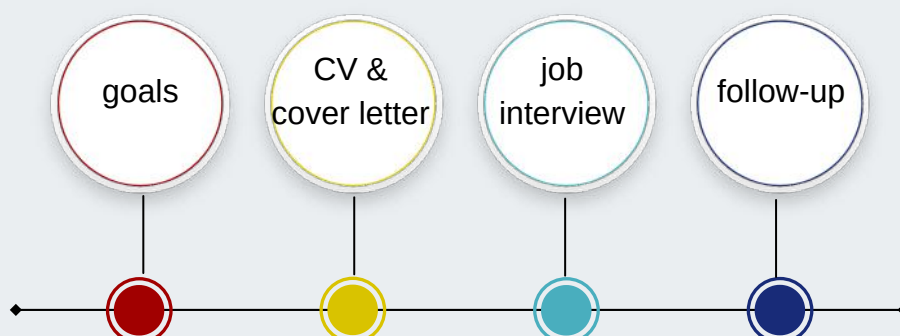 goals
CV &
cover letter
job
interview
follow-up